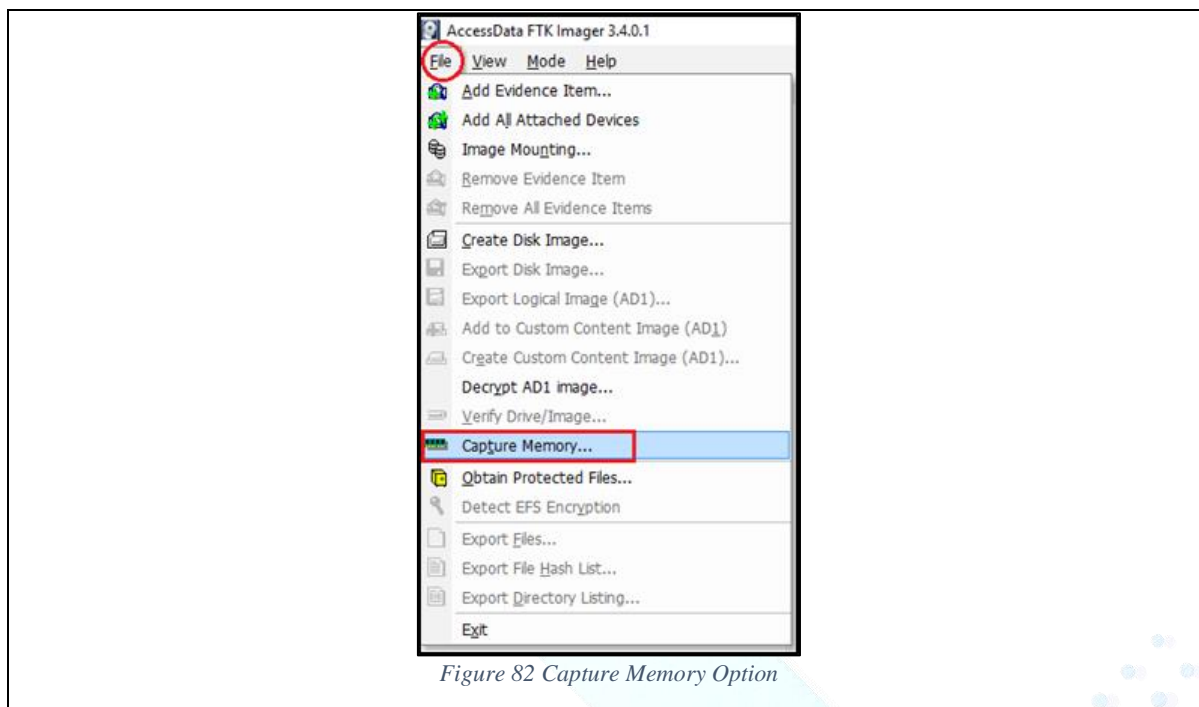 AccessData FTK Imager 3.4.0.1
File View Mode Help
Add Evidence Item...
Add All Attached Devices
Image Mounting...
Remove Evidence Item
Remove All Evidence Items
Create Disk Image...
Export Disk Image...
Export Logical Image (AD1)...
Add to Custom Content Image (AD1)
Create Custom Content Image (AD1)...
Decrypt AD1 image...
Verify Drive/Image...
Capture Memory...
Obtain Protected Files...
Detect EFS Encryption
Export Files...
Export File Hash List...
Export Directory Listing...
Exit
Figure 82 Capture Memory Option